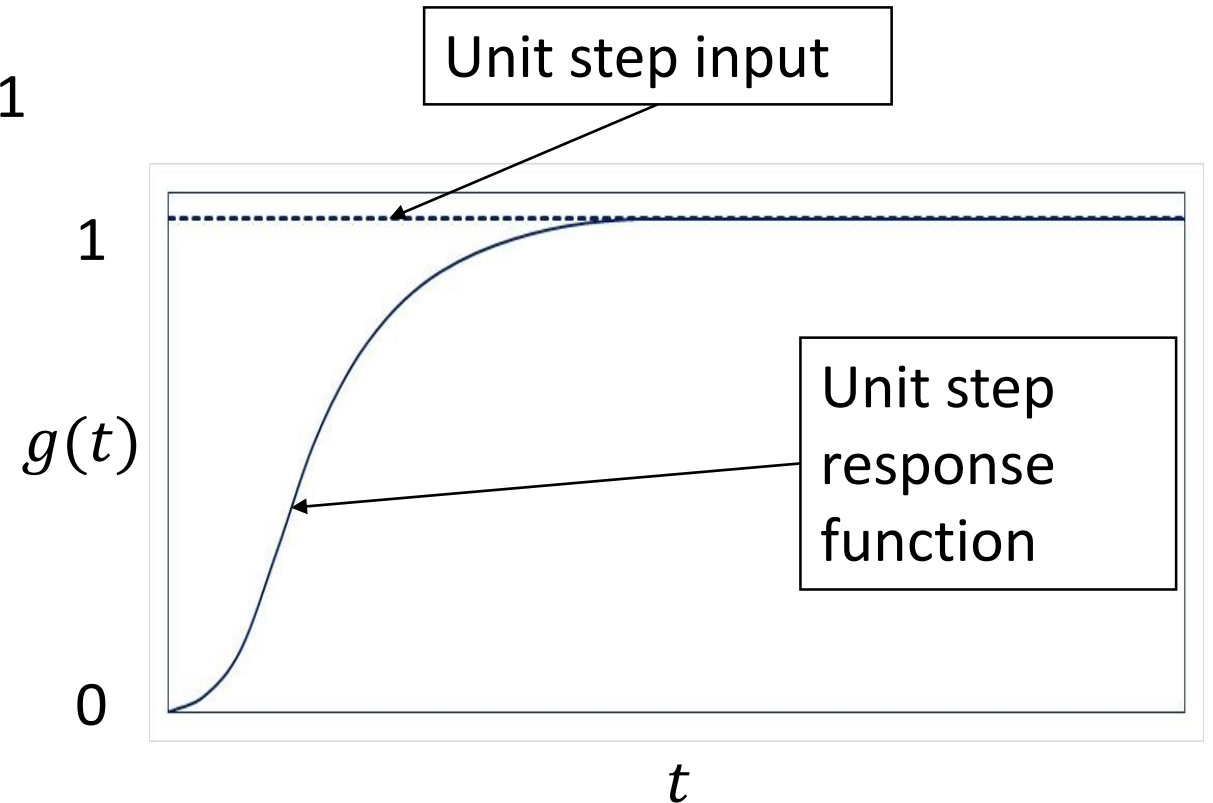 Unit step input
1
1
g(t)
Unit step
response
function
0
t